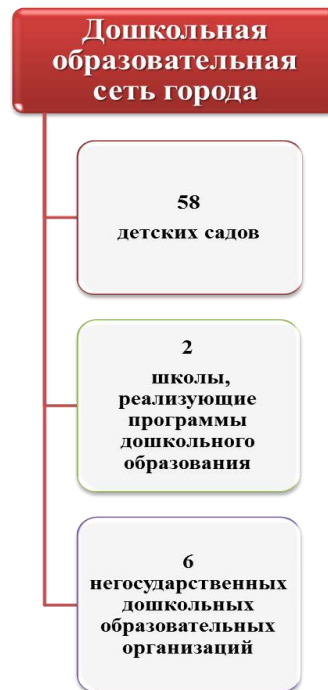 Дошкольная
образовательная
сеть города
58
детских садов
2
школы,
реализующие
программы
дошкольного
образования
6
негосударственных
дошкольных
образовательных
организаций